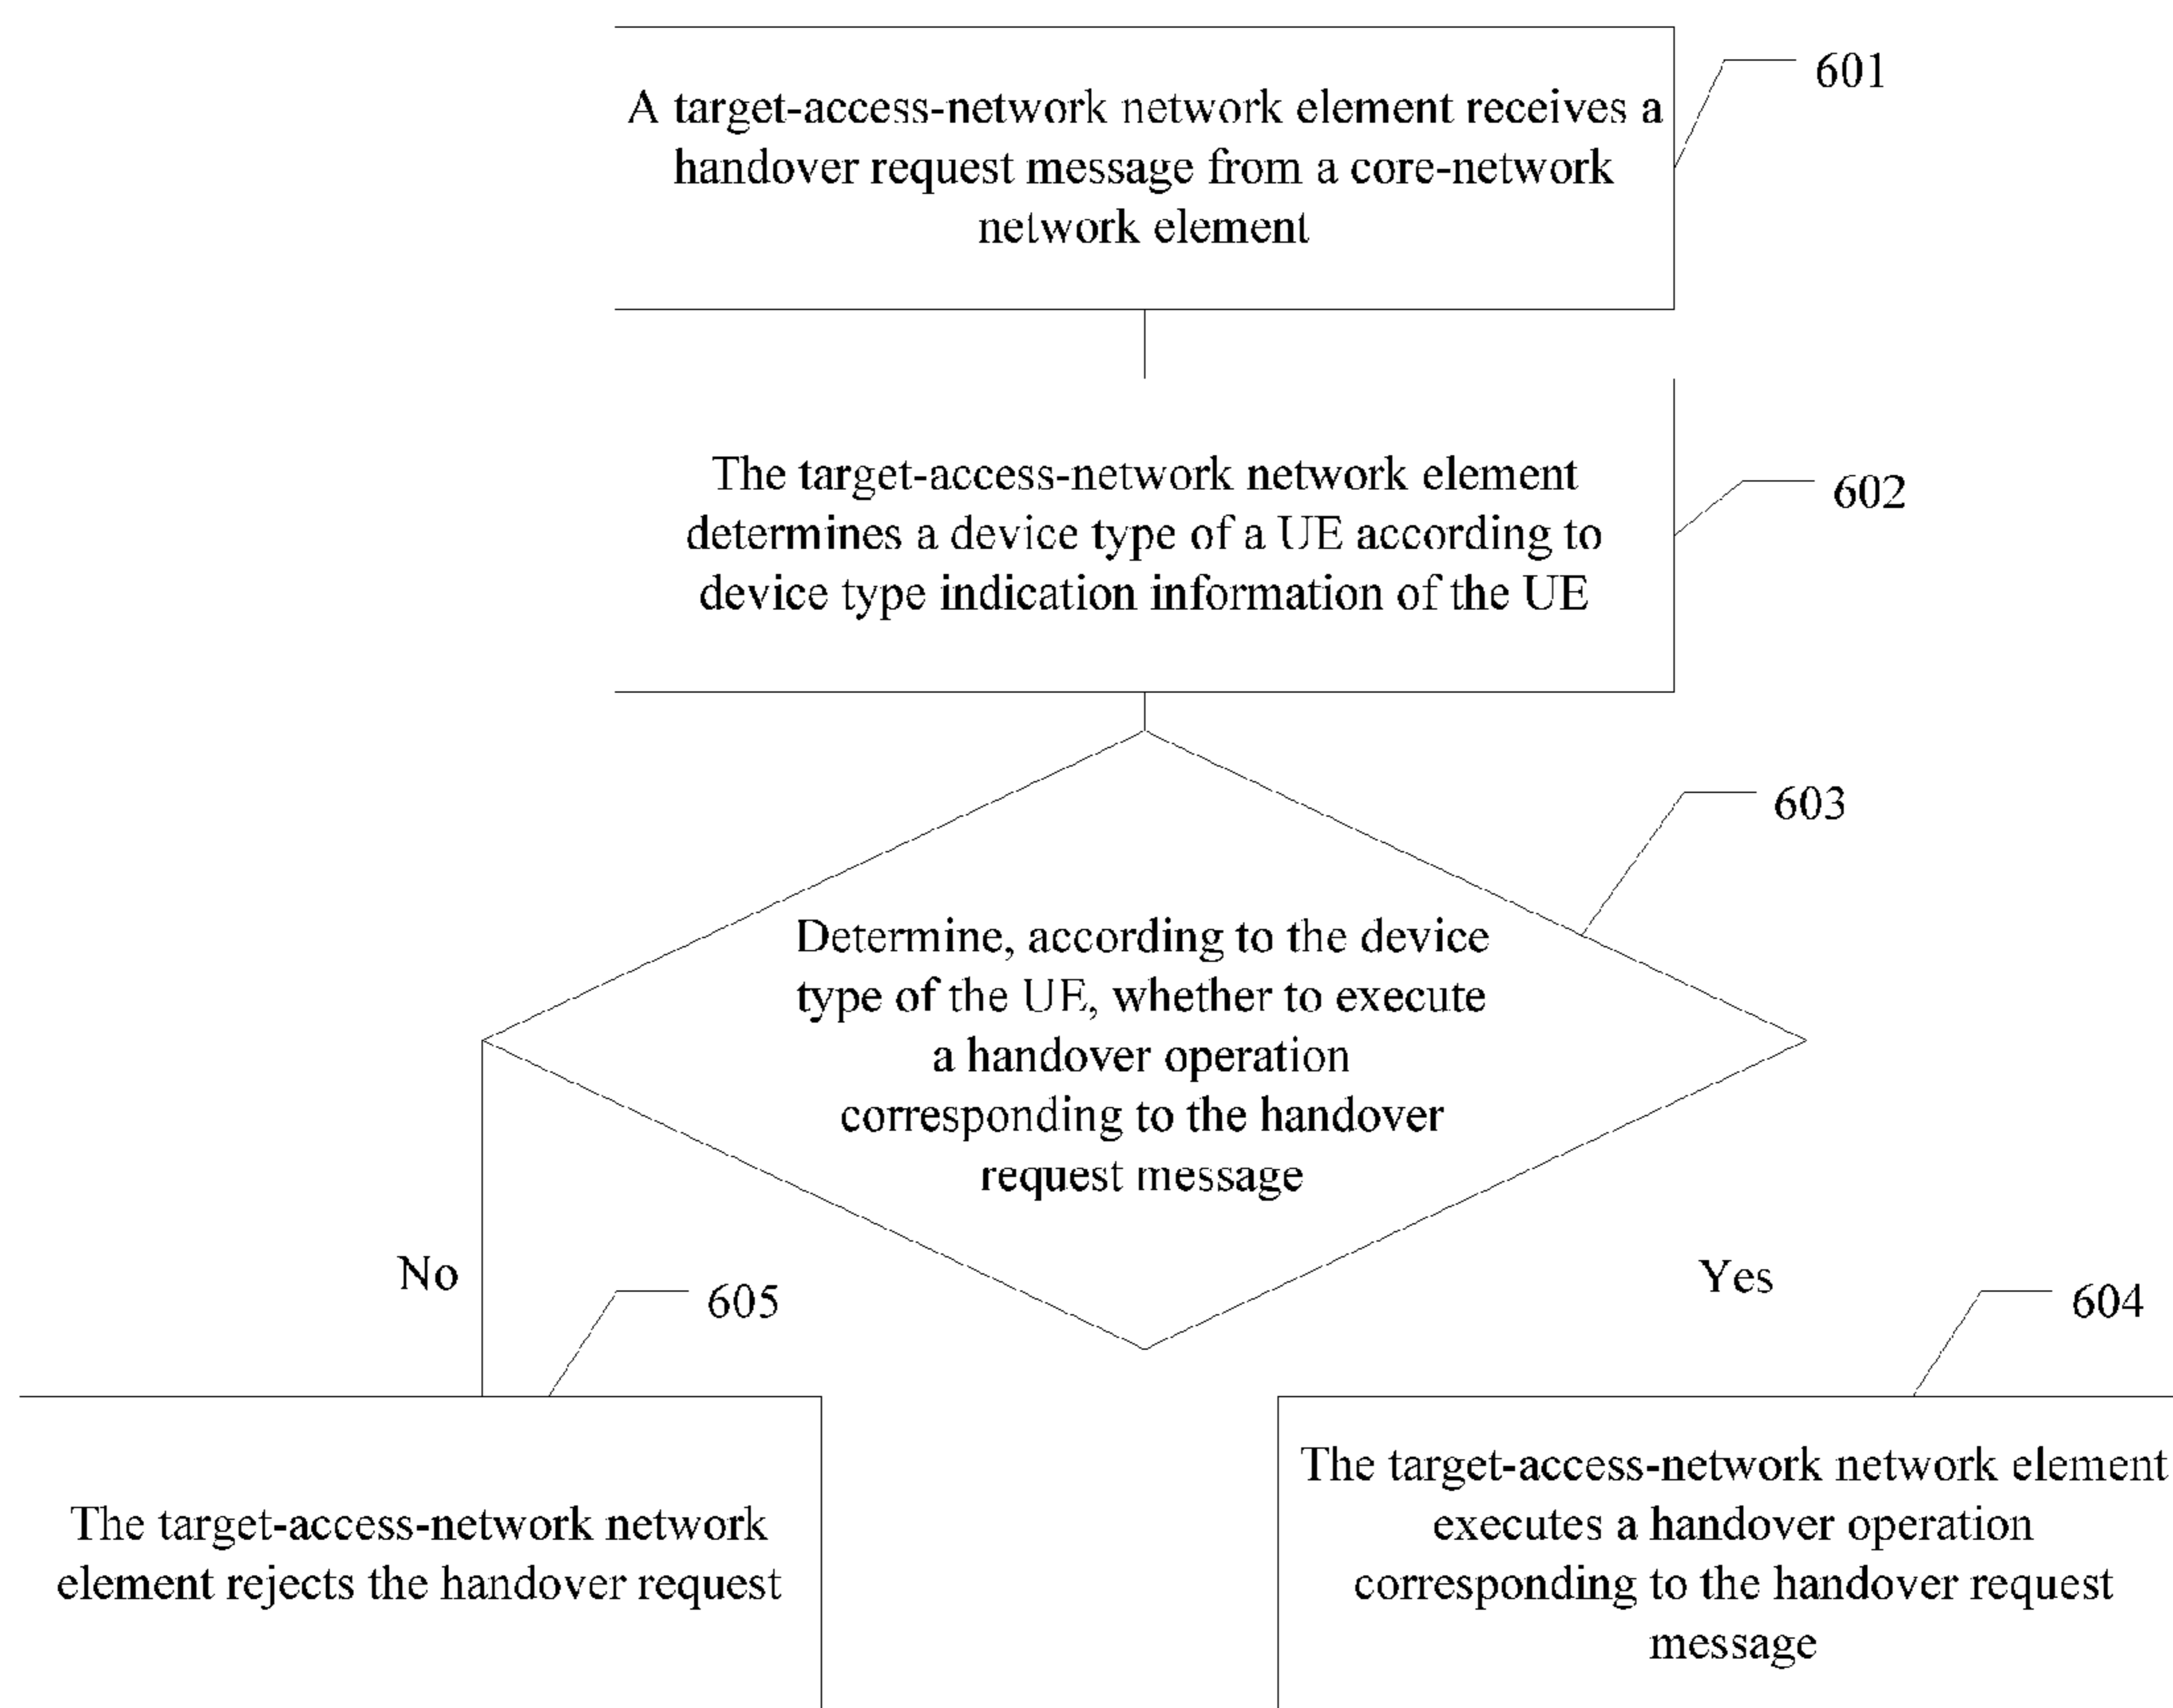 A target-access-network network element receives a
handover request message from a core-network
network element
601
The target-access-network network element
determines a device type of a UE according to
device type indication information of the UE
602
603
Determine, according to the device
type of the UE, whether to execute
a handover operation
corresponding to the handover
request message
No
Yes
605
604
The target-access-network network
element rejects the handover request
The target-access-network network element
executes a handover operation
corresponding to the handover request
message